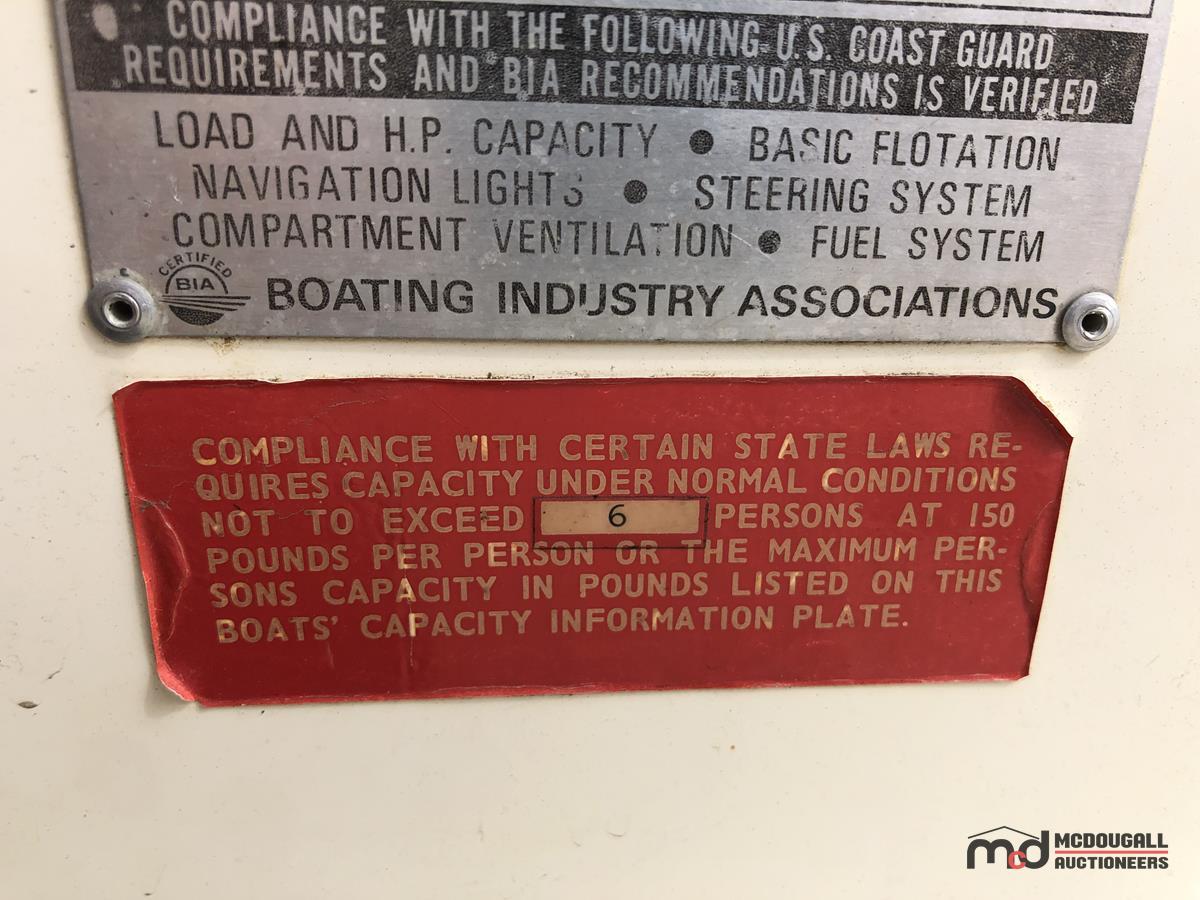 COMPLIANCE WITH THE FOLLOWING U.S. COAST GUARD
REQUIREMENTS AND BIA RECOMMENDATIONS IS VERIFIED
LOAD AND H.P. CAPACITY ● BASIC FLOTATION
NAVIGATION LIGHTS ● STEERING SYSTEM
COMPARTMENT VENTILATION ● FUEL SYSTEM
CERTIFIED
BIA
BOATING INDUSTRY ASSOCIATIONS
COMPLIANCE WITH CERTAIN STATE LAWS RE-
QUIRES CAPACITY UNDER NORMAL CONDITIONS
NOT TO EXCEED 6 PERSONS AT 150
POUNDS PER PERSON OR THE MAXIMUM PER-
SONS CAPACITY IN POUNDS LISTED ON THIS
BOATS' CAPACITY INFORMATION PLATE.
mcd MCDOUGALL
AUCTIONEERS